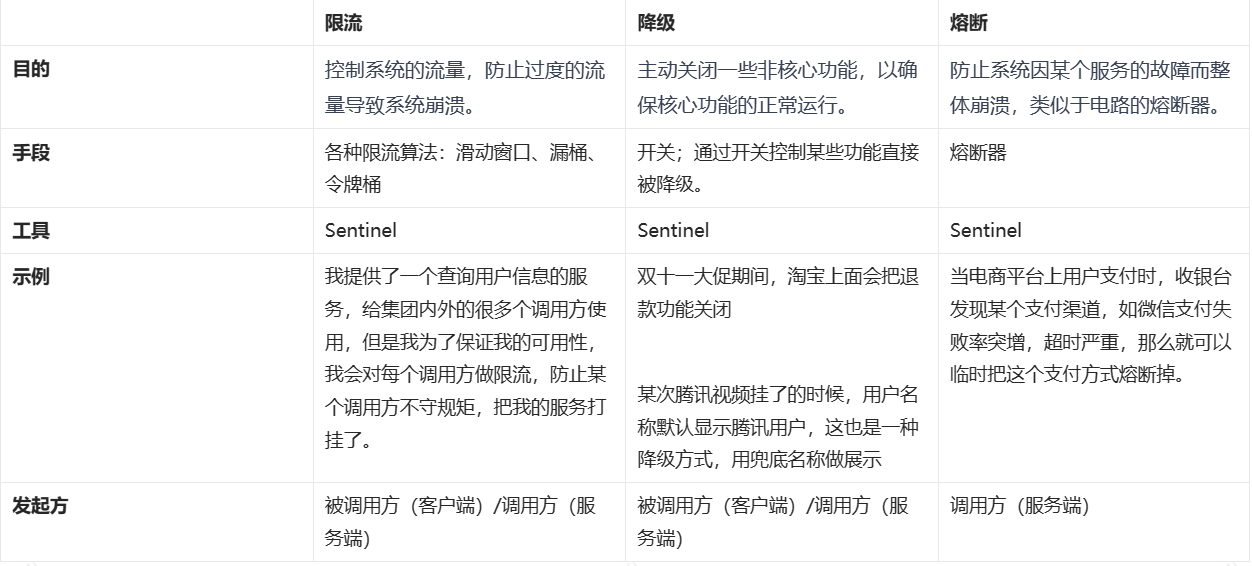 限流 降级 熔断
目的 控制系统的流量，防止过度的流 主动关闭一些非核心功能，以确 防止系统因某个服务的故障而整
量导致系统崩溃。 保核心功能的正常运行。 体崩溃，类似于电路的熔断器。
手段 各种限流算法：滑动窗口、漏桶、 开关；通过开关控制某些功能直接 熔断器
令牌桶 被降级。
工具 Sentinel Sentinel Sentinel
示例 我提供了一个查询用户信息的服 双十一大促期间，淘宝上面会把退 当电商平台上用户支付时，收银台
务，给集团内外的很多个调用方使 款功能关闭 发现某个支付渠道，如微信支付失
用，但是我为了保证我的可用性， 败率突增，超时严重，那么就可以
我会对每个调用方做限流，防止某 某次腾讯视频挂了的时候，用户名 临时把这个支付方式熔断掉。
个调用方不守规矩，把我的服务打 称默认显示腾讯用户，这也是一种
挂了。 降级方式，用兜底名称做展示
发起方 被调用方（客户端）/调用方（服 被调用方（客户端）/调用方（服 调用方（服务端）
务端） 务端）